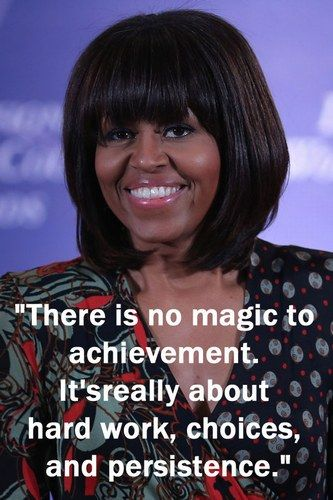 "There is no magic to
achievement.
It'sreally about
hard work, choices,
and persistence."